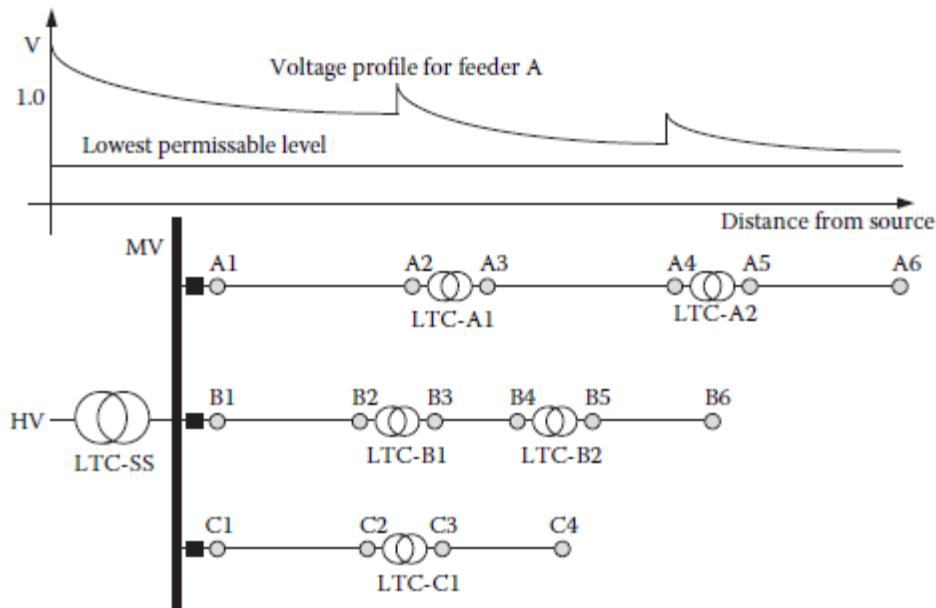 V
Voltage profile for feeder A
1.0
Lowest permissable level
Distance from source
MV
A1 A2 A3 A4 A5 A6
LTC-A1 LTC-A2
HV
B1 B2 B3 B4 B5 B6
LTC-SS
LTC-B1 LTC-B2
C1 C2 C3 C4
LTC-C1